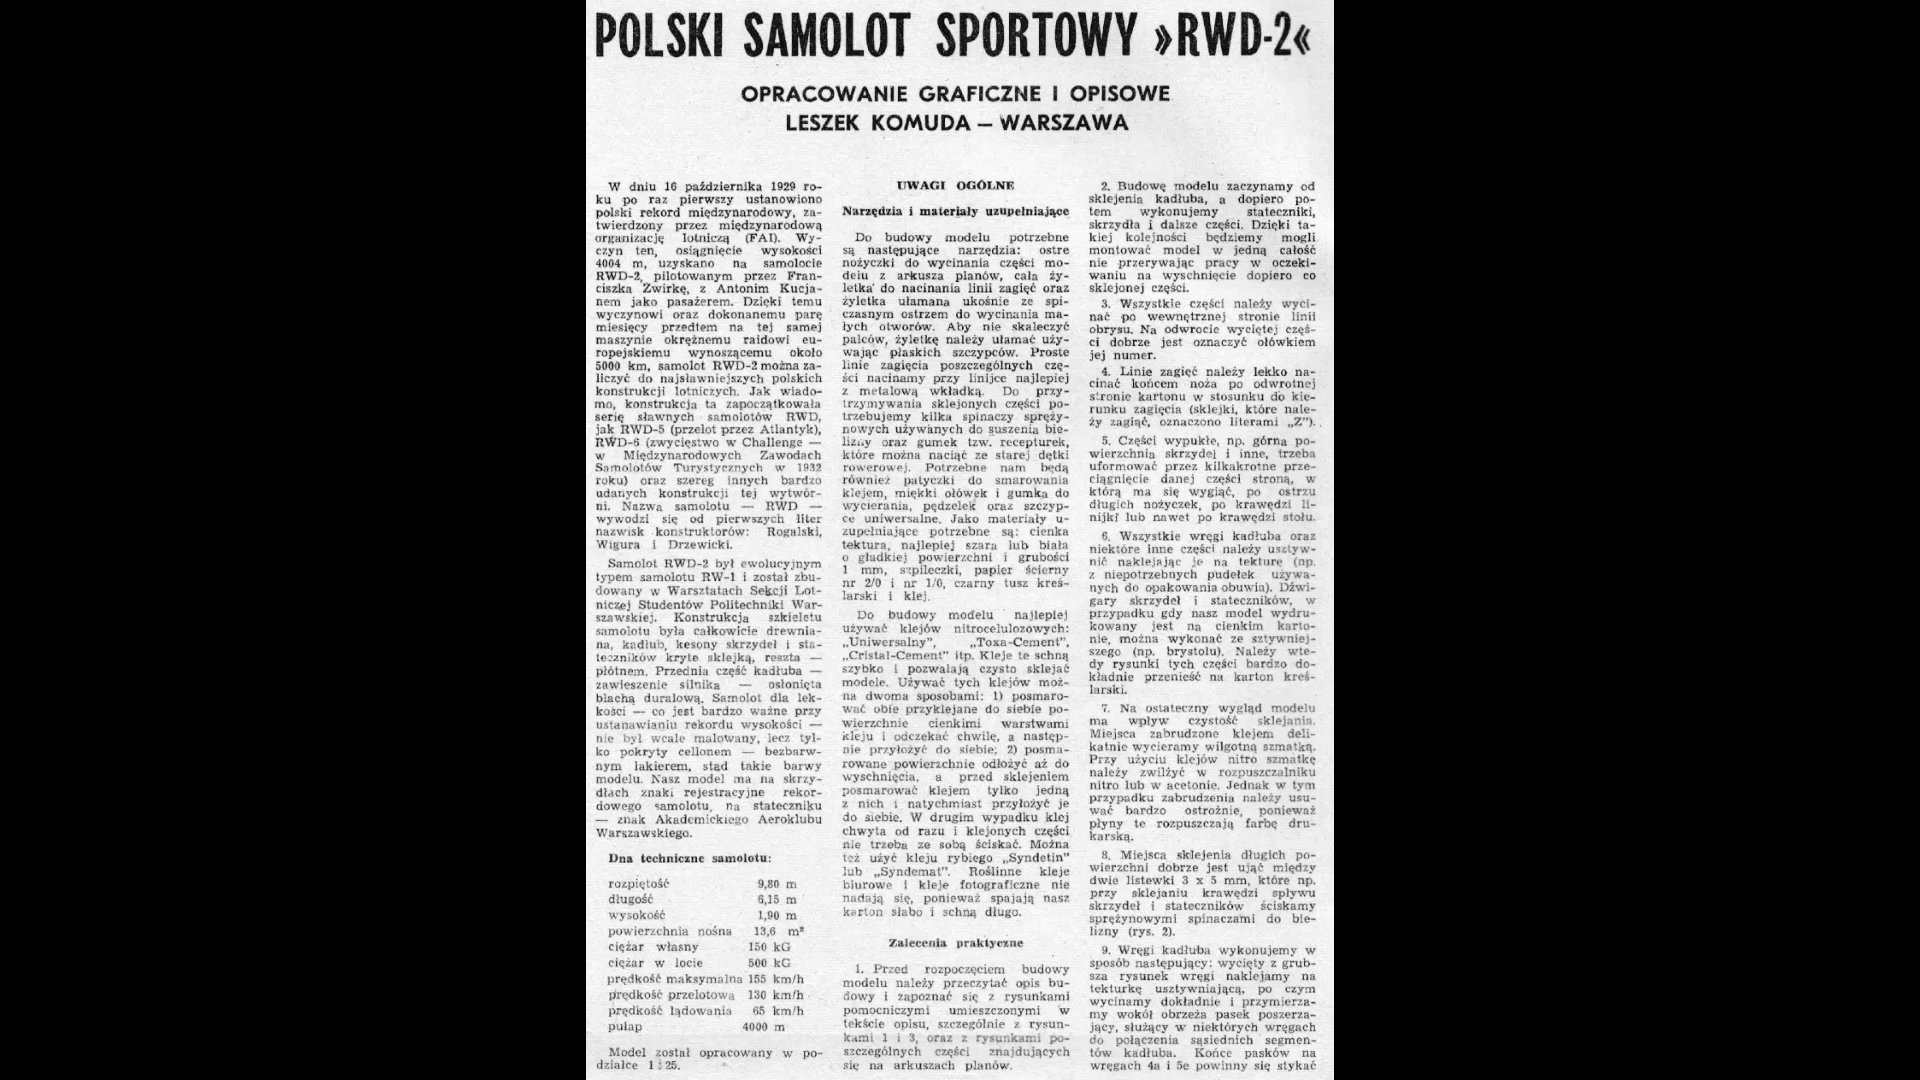 POLSKI SAMOLOT SPORTOWY »RWD-2«
OPRACOWANIE GRAFICZNE I OPISOWE
LESZEK KOMUDA — WARSZAWA
W dniu 16 października 1929 ro-
ku po raz pierwszy ustanowiono
polski rekord międzynarodowy, za-
twierdzony przez międzynarodową
organizację lotniczą (FAI). Wy-
czyn ten, osiągnięcie wysokości
4004 m, uzyskano na samolocie
RWD-2, pilotowanym przez Fran-
ciszka Żwirkę, z Antonim Kucja-
nem jako pasażerem. Dzięki temu
wyczynowi oraz dokonanemu parę
miesięcy przedtem na tej samej
maszynie okrężnemu raidowi eu-
ropejskiemu wynoszącemu około
5000 km, samolot RWD-2 można za-
liczyć do najsławniejszych polskich
konstrukcji lotniczych. Jak wiado-
mo, konstrukcja ta zapoczątkowała
serię sławnych samolotów RWD,
jak RWD-5 (przelot przez Atlantyk),
RWD-6 (zwycięstwo w Challenge —
w Międzynarodowych Zawodach
Samolotów Turystycznych w 1932
roku) oraz szereg innych bardzo
udanych konstrukcji tej wytwór-
ni. Nazwa samolotu — RWD —
wywodzi się od pierwszych liter
nazwisk konstruktorów: Rogalski,
Wigura i Drzewicki.
Samolot RWD-2 był ewolucyjnym
typem samolotu RW-1 i został zbu-
dowany w Warsztatach Sekcji Lot-
niczej Studentów Politechniki War-
szawskiej. Konstrukcja szkieletu
samolotu była całkowicie drewnia-
na, kadłub, kesony skrzydeł i sta-
teczników kryte sklejką, reszta —
płótnem. Przednia część kadłuba —
zawieszenie silnika — osłonięta
blachą duralową. Samolot dla lek-
kości — co jest bardzo ważne przy
ustanawianiu rekordu wysokości —
nie był wcale malowany, lecz tyl-
ko pokryty cellonem — bezbarw-
nym lakierem, stąd takie barwy
modelu. Nasz model ma na skrzy-
dłach znaki rejestracyjne rekor-
dowego samolotu, na stateczniku
— znak Akademickiego Aeroklubu
Warszawskiego.
Dna techniczne samolotu:
rozpiętość 9,80 m
długość 6,15 m
wysokość 1,90 m
powierzchnia nośna 13,6 m²
ciężar własny 150 kG
ciężar w locie 500 kG
prędkość maksymalna 155 km/h
prędkość przelotowa 130 km/h
prędkość lądowania 65 km/h
pułap 4000 m
Model został opracowany w po-
działce 1 : 25.
UWAGI OGÓLNE
Narzędzia i materiały uzupełniające
Do budowy modelu potrzebne
są następujące narzędzia: ostre
nożyczki do wycinania części mo-
delu z arkusza planów, cała ży-
letka do nacinania linii zagięć oraz
żyletka ułamana ukośnie ze spi-
czasnym ostrzem do wycinania ma-
łych otworów. Aby nie skaleczyć
palców, żyletkę należy ułamać uży-
wając płaskich szczypców. Proste
linie zagięcia poszczególnych czę-
ści nacinamy przy linijce najlepiej
z metalową wkładką. Do przy-
trzymywania sklejonych części po-
trzebujemy kilka spinaczy spręży-
nowych używanych do suszenia bie-
lizny oraz gumek tzw. recepturek,
które można naciąć ze starej dętki
rowerowej. Potrzebne nam będą
również patyczki do smarowania
klejem, miękki ołówek i gumka do
wycierania, pędzelek oraz szczyp-
ce uniwersalne. Jako materiały u-
zupełniające potrzebne są: cienka
tektura, najlepiej szara lub biała
o gładkiej powierzchni i grubości
1 mm, szpileczki, papier ścierny
nr 2/0 i nr 1/0, czarny tusz kreś-
larski i klej.
Do budowy modelu najlepiej
używać klejów nitrocelulozowych:
„Uniwersalny", „Toxa-Cement",
„Cristal-Cement" itp. Kleje te schną
szybko i pozwalają czysto sklejać
modele. Używać tych klejów moż-
na dwoma sposobami: 1) posmaro-
wać obie przyklejane do siebie po-
wierzchnie cienkimi warstwami
kleju i odczekać chwilę, a następ-
nie przyłożyć do siebie; 2) posma-
rowane powierzchnie odłożyć aż do
wyschnięcia, a przed sklejeniem
posmarować klejem tylko jedną
z nich i natychmiast przyłożyć je
do siebie. W drugim wypadku klej
chwyta od razu i klejonych części
nie trzeba ze sobą ściskać. Można
też użyć kleju rybiego „Syndetin"
lub „Syndemat". Roślinne kleje
biurowe i kleje fotograficzne nie
nadają się, ponieważ spajają nasz
karton słabo i schną długo.
Zalecenia praktyczne
1. Przed rozpoczęciem budowy
modelu należy przeczytać opis bu-
dowy i zapoznać się z rysunkami
pomocniczymi umieszczonymi w
tekście opisu, szczególnie z rysun-
kami 1 i 3, oraz z rysunkami po-
szczególnych części znajdujących
się na arkuszach planów.
2. Budowę modelu zaczynamy od
sklejenia kadłuba, a dopiero po-
tem wykonujemy stateczniki,
skrzydła i dalsze części. Dzięki ta-
kiej kolejności będziemy mogli
montować model w jedną całość
nie przerywając pracy w oczeki-
waniu na wyschnięcie dopiero co
sklejonej części.
3. Wszystkie części należy wyci-
nać po wewnętrznej stronie linii
obrysu. Na odwrocie wyciętej częś-
ci dobrze jest oznaczyć ołówkiem
jej numer.
4. Linie zagięć należy lekko na-
cinać końcem noża po odwrotnej
stronie kartonu w stosunku do kie-
runku zagięcia (sklejki, które nale-
ży zagiąć, oznaczono literami „Z").
5. Części wypukłe, np. górna po-
wierzchnia skrzydeł i inne, trzeba
uformować przez kilkakrotne prze-
ciągnięcie danej części stroną, w
którą ma się wygiąć, po ostrzu
długich nożyczek, po krawędzi li-
nijki lub nawet po krawędzi stołu.
6. Wszystkie wręgi kadłuba oraz
niektóre inne części należy usztyw-
nić naklejając je na tekturę (np.
z niepotrzebnych pudełek używa-
nych do opakowania obuwia). Dźwi-
gary skrzydeł i stateczników, w
przypadku gdy nasz model wydru-
kowany jest na cienkim karto-
nie, można wykonać ze sztywniej-
szego (np. brystolu). Należy wte-
dy rysunki tych części bardzo do-
kładnie przenieść na karton kreś-
larski.
7. Na ostateczny wygląd modelu
ma wpływ czystość sklejania.
Miejsca zabrudzone klejem deli-
katnie wycieramy wilgotną szmatką.
Przy użyciu klejów nitro szmatkę
należy zwilżyć w rozpuszczalniku
nitro lub w acetonie. Jednak w tym
przypadku zabrudzenia należy usu-
wać bardzo ostrożnie, ponieważ
płyny te rozpuszczają farbę dru-
karską.
8. Miejsca sklejenia długich po-
wierzchni dobrze jest ująć między
dwie listewki 3 x 5 mm, które np.
przy sklejaniu krawędzi spływu
skrzydeł i stateczników ściskamy
sprężynowymi spinaczami do bie-
lizny (rys. 2).
9. Wręgi kadłuba wykonujemy w
sposób następujący: wycięty z grub-
sza rysunek wręgi naklejamy na
tekturkę usztywniającą, po czym
wycinamy dokładnie i przymierza-
my wokół obrzeża pasek poszerza-
jący, służący w niektórych wręgach
do połączenia sąsiednich segmen-
tów kadłuba. Końce pasków na
wręgach 4a i 5e powinny się stykać